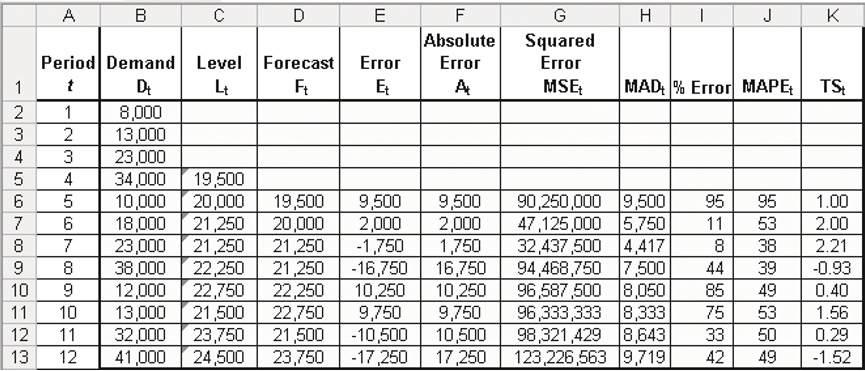 A B C D E F G H I J K
1 Period t Demand Dt Level Lt Forecast Ft Error Et Absolute Error At Squared Error MSEt MADt % Error MAPEt TSt
2 1 8,000
3 2 13,000
4 3 23,000
5 4 34,000 19,500
6 5 10,000 20,000 19,500 9,500 9,500 90,250,000 9,500 95 95 1.00
7 6 18,000 21,250 20,000 2,000 2,000 47,125,000 5,750 11 53 2.00
8 7 23,000 21,250 21,250 -1,750 1,750 32,437,500 4,417 8 38 2.21
9 8 38,000 22,250 21,250 -16,750 16,750 94,468,750 7,500 44 39 -0.93
10 9 12,000 22,750 22,250 10,250 10,250 96,587,500 8,050 85 49 0.40
11 10 13,000 21,500 22,750 9,750 9,750 96,333,333 8,333 75 53 1.56
12 11 32,000 23,750 21,500 -10,500 10,500 98,321,429 8,643 33 50 0.29
13 12 41,000 24,500 23,750 -17,250 17,250 123,226,563 9,719 42 49 -1.52